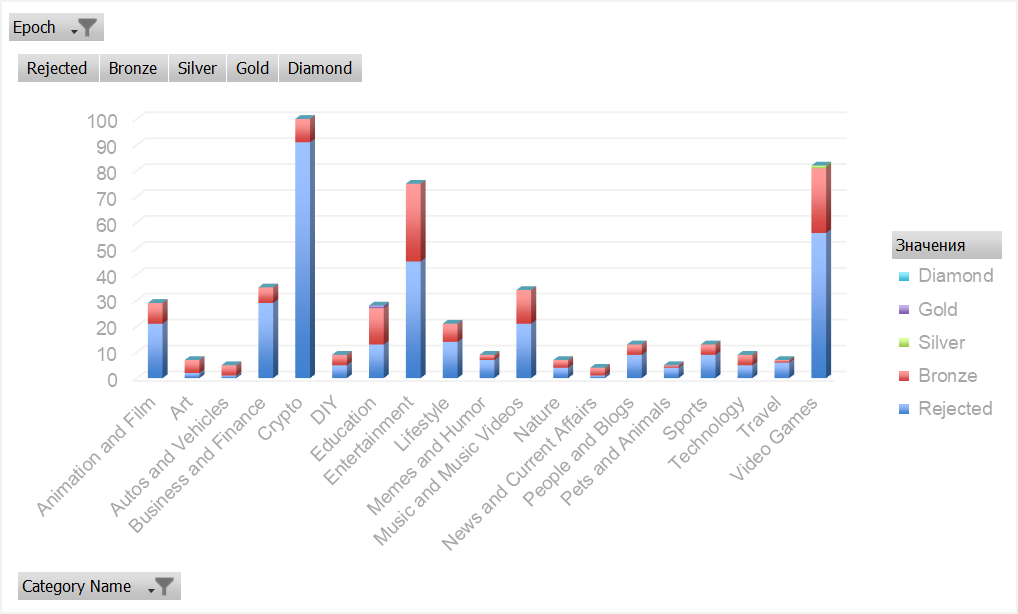 Epoch
Rejected Bronze Silver Gold Diamond
100
90
80
70
60
50
40
30
20
10
0
Animation and Film
Art
Autos and Vehicles
Business and Finance
Crypto
DIY
Education
Entertainment
Lifestyle
Memes and Humor
Music and Music Videos
Nature
News and Current Affairs
People and Blogs
Pets and Animals
Sports
Technology
Travel
Video Games
Значения
Diamond
Gold
Silver
Bronze
Rejected
Category Name